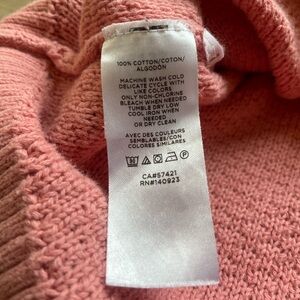 100% COTTON/COTON/
ALGODÓN
MACHINE WASH COLD
DELICATE CYCLE WITH
LIKE COLORS
ONLY NON-CHLORINE
BLEACH WHEN NEEDED
TUMBLE DRY LOW
COOL IRON WHEN
NEEDED
OR DRY CLEAN
AVEC DES COULEURS
SEMBLABLES/CON
COLORES SIMILARES
CA#57421
RN#140923